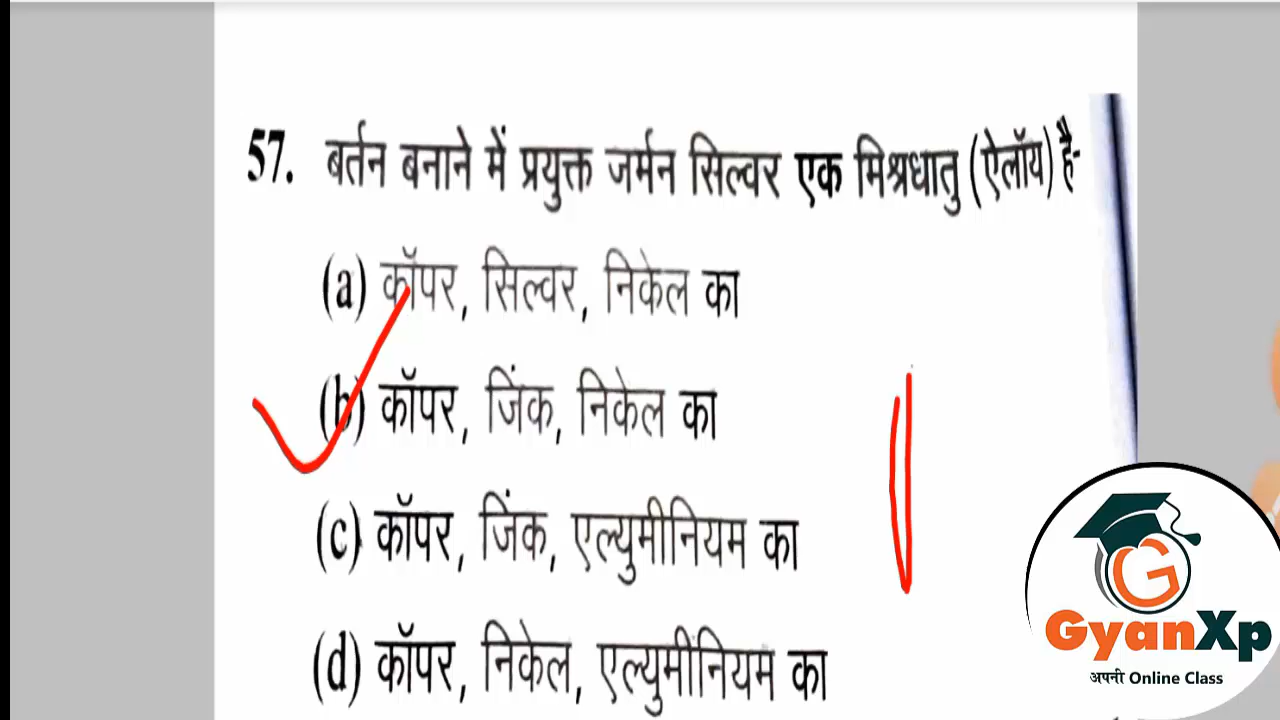 57. बर्तन बनाने में प्रयुक्त जर्मन सिल्वर एक मिश्रधातु (ऐलॉय) है-
(a) कॉपर, सिल्वर, निकेल का
(b) कॉपर, जिंक, निकेल का
(c) कॉपर, जिंक, एल्युमीनियम का
(d) कॉपर, निकेल, एल्युमीनियम का
G
GyanXp
अपनी Online Class